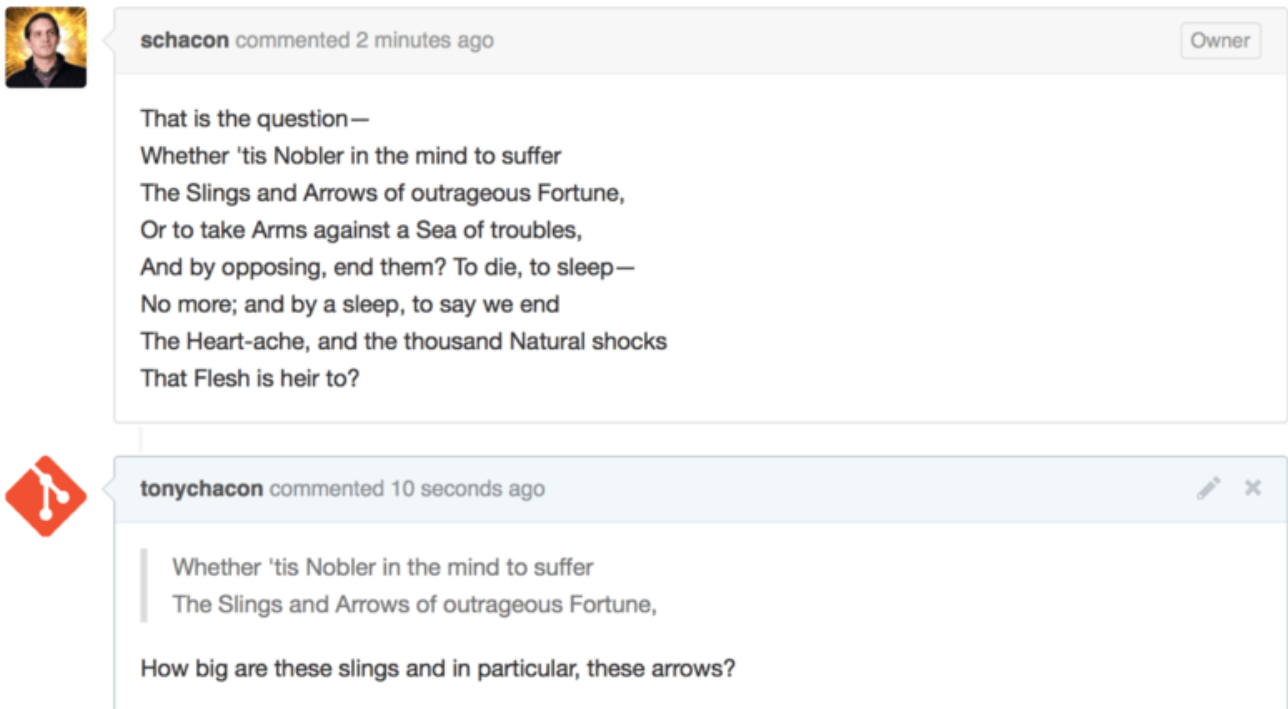 schacon commented 2 minutes ago Owner
That is the question—
Whether 'tis Nobler in the mind to suffer
The Slings and Arrows of outrageous Fortune,
Or to take Arms against a Sea of troubles,
And by opposing, end them? To die, to sleep—
No more; and by a sleep, to say we end
The Heart-ache, and the thousand Natural shocks
That Flesh is heir to?
tonychacon commented 10 seconds ago
Whether 'tis Nobler in the mind to suffer
The Slings and Arrows of outrageous Fortune,
How big are these slings and in particular, these arrows?